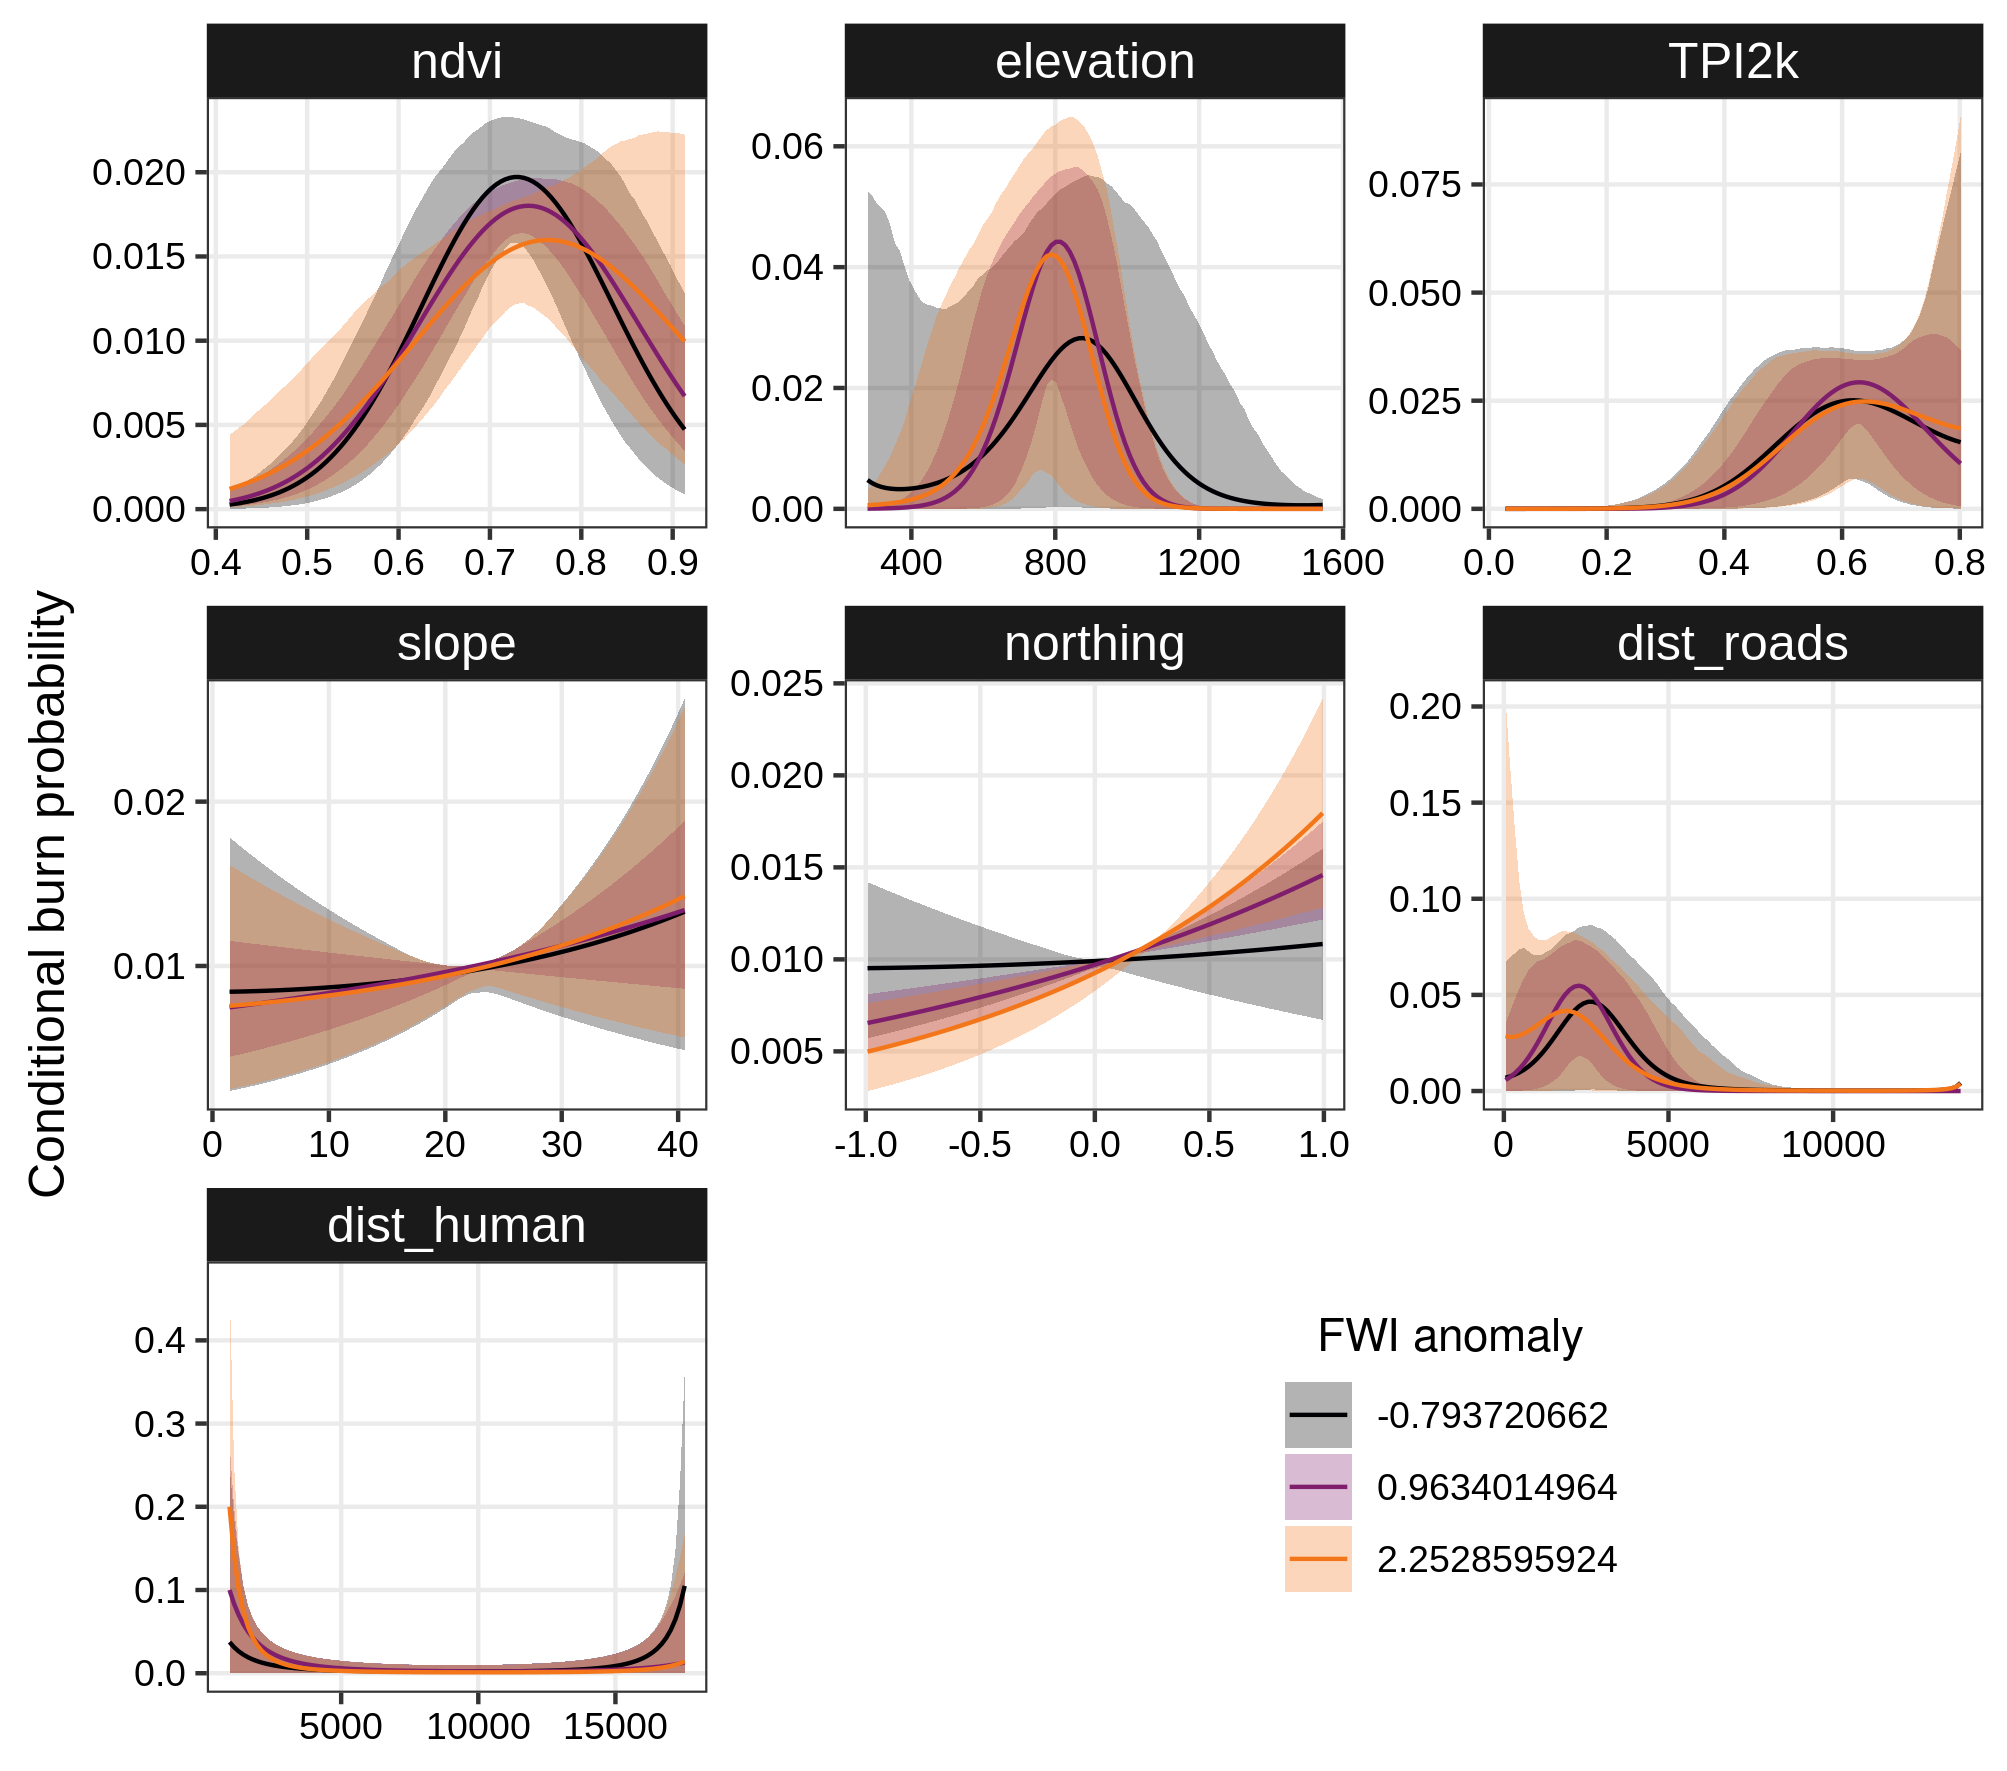 ndvi
elevation
TPI2k
0.020
0.015
0.010
0.005
0.000
0.4 0.5 0.6 0.7 0.8 0.9
0.06
0.04
0.02
0.00
400 800 1200 1600
0.075
0.050
0.025
0.000
0.0 0.2 0.4 0.6 0.8
Conditional burn probability
slope
northing
dist_roads
0.02
0.01
0 10 20 30 40
0.025
0.020
0.015
0.010
0.005
-1.0 -0.5 0.0 0.5 1.0
0.20
0.15
0.10
0.05
0.00
0 5000 10000
dist_human
0.4
0.3
0.2
0.1
0.0
5000 10000 15000
FWI anomaly
-0.793720662
0.9634014964
2.2528595924